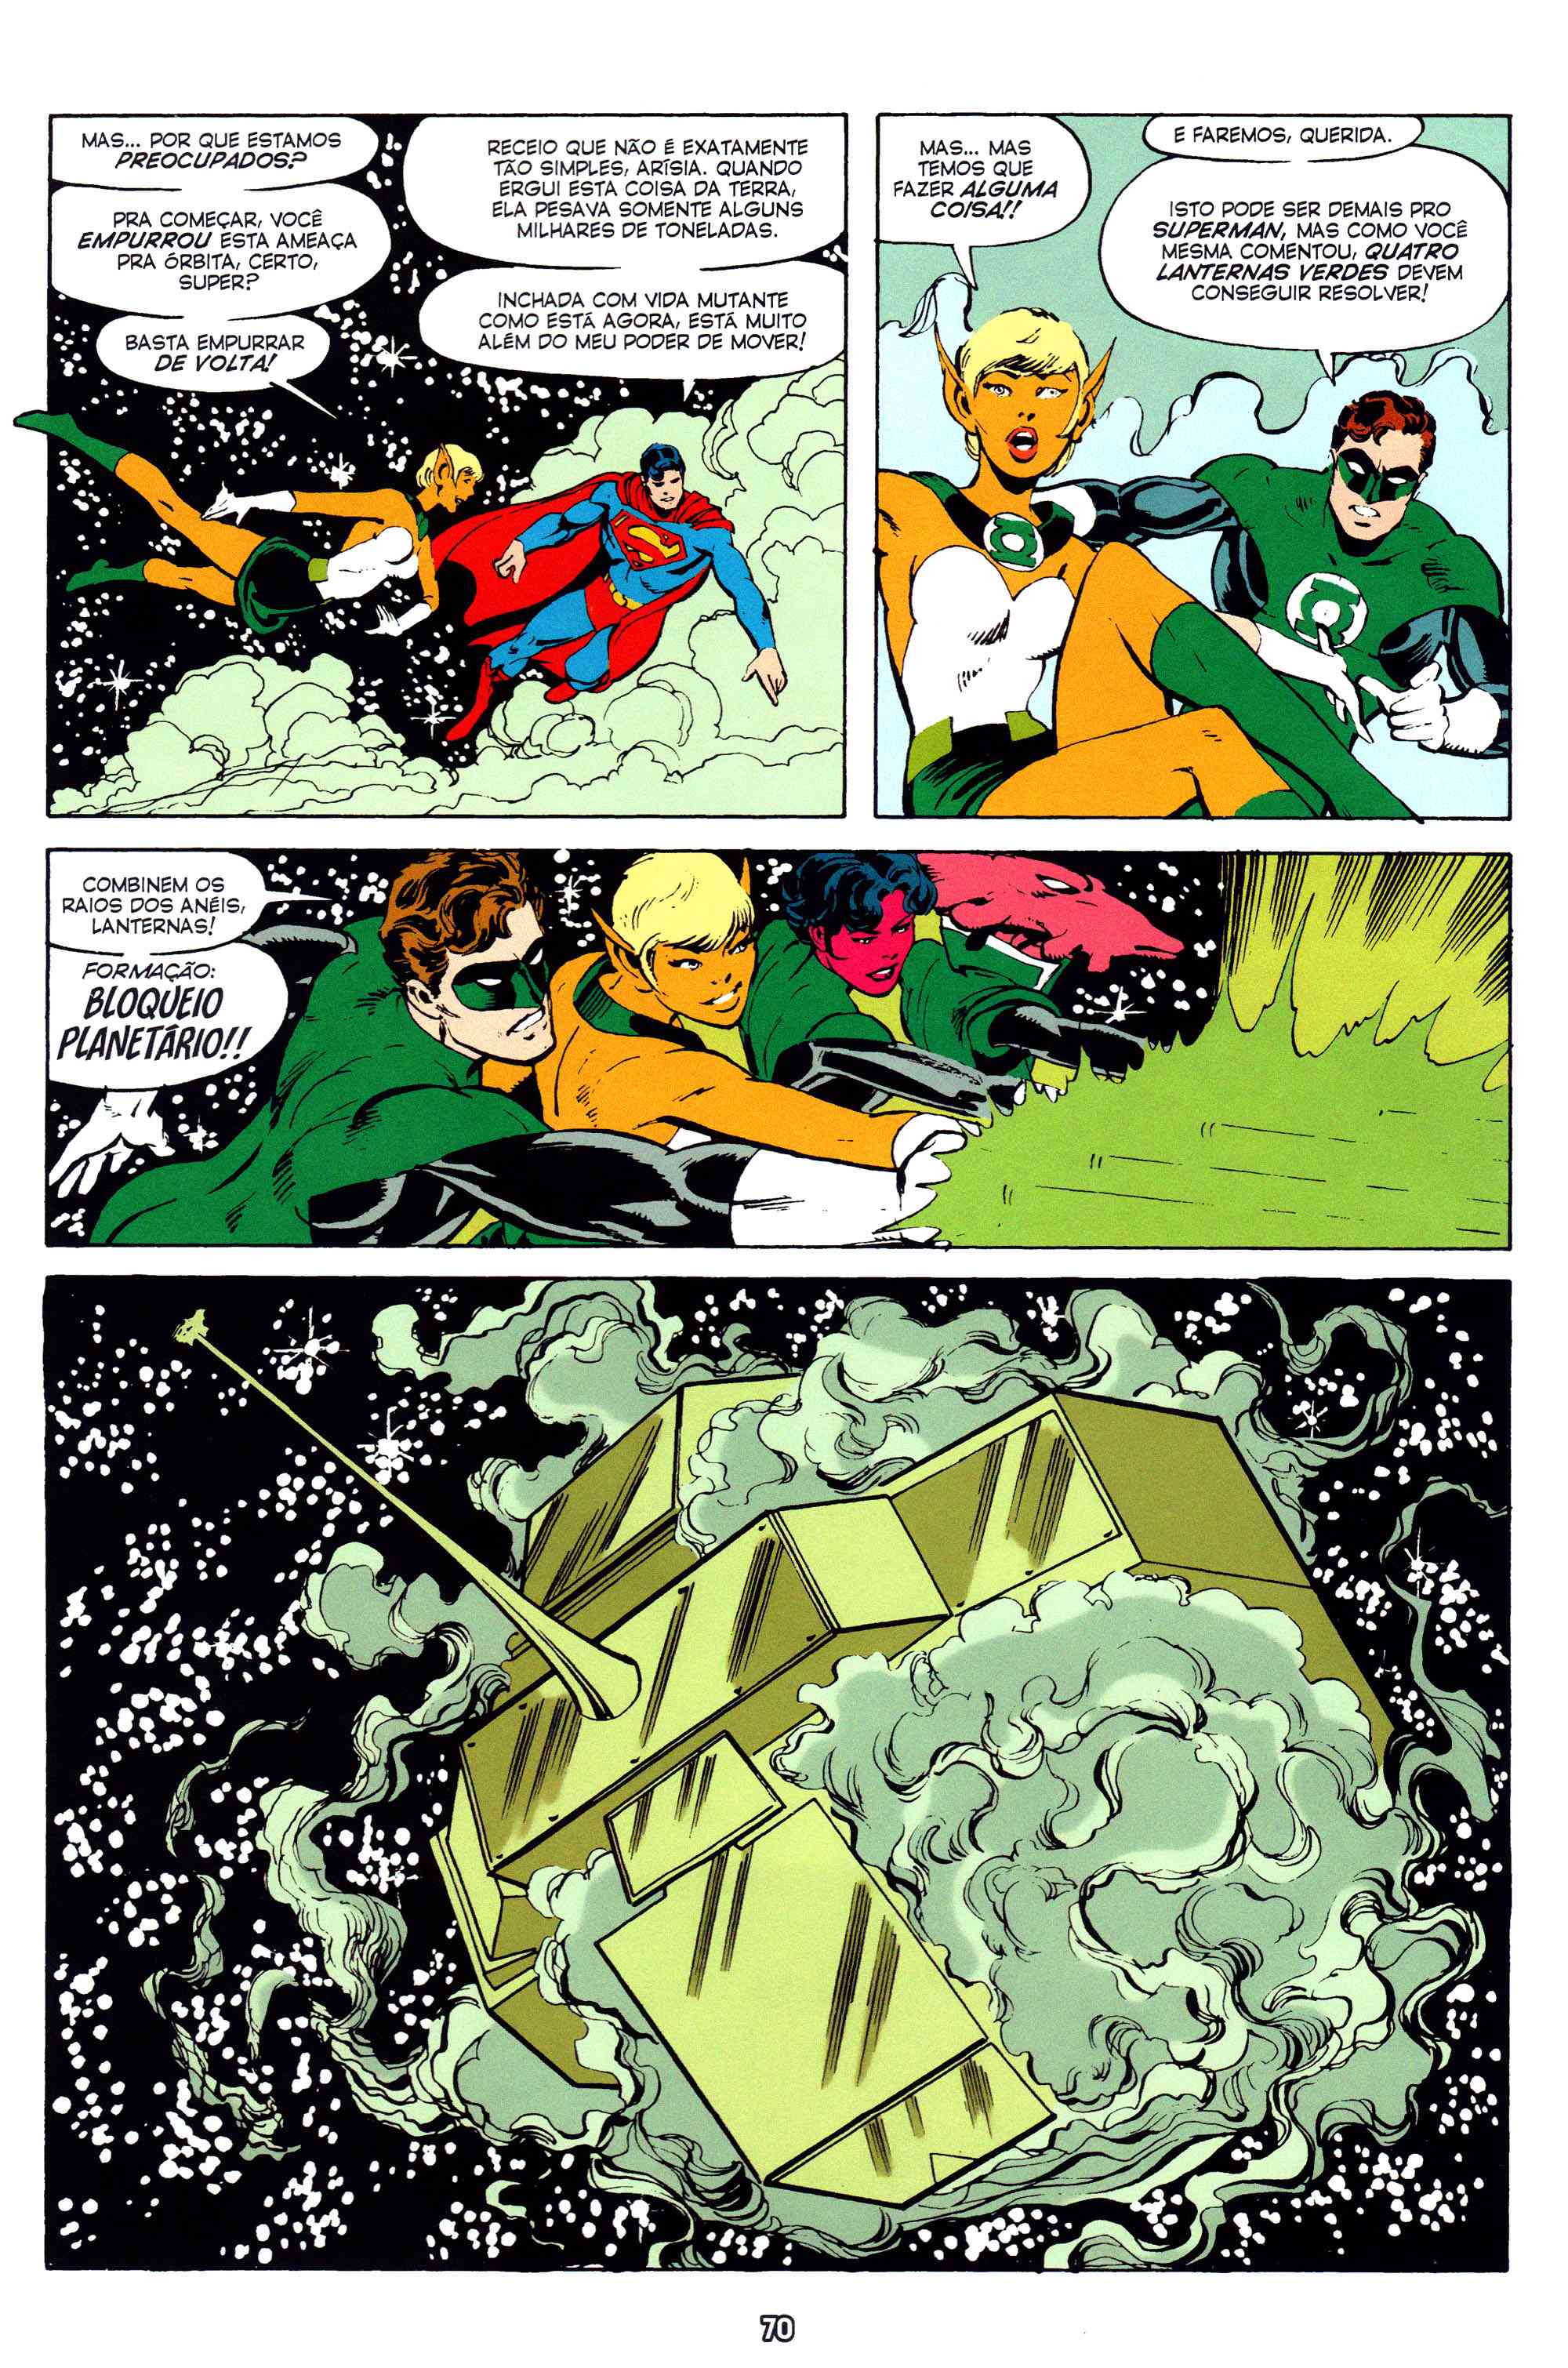 MAS... POR QUE ESTAMOS
PREOCUPADOS?
PRA COMEÇAR, VOCÊ
EMPURROU ESTA AMEAÇA
PRA ÓRBITA, CERTO,
SUPER?
BASTA EMPURRAR
DE VOLTA!
RECEIO QUE NÃO É EXATAMENTE
TÃO SIMPLES, ARÍSIA. QUANDO
ERGUI ESTA COISA DA TERRA,
ELA PESAVA SOMENTE ALGUNS
MILHARES DE TONELADAS.
INCHADA COM VIDA MUTANTE
COMO ESTÁ AGORA, ESTÁ MUITO
ALÉM DO MEU PODER DE MOVER!
MAS... MAS
TEMOS QUE
FAZER ALGUMA
COISA!!
E FAREMOS, QUERIDA.
ISTO PODE SER DEMAIS PRO
SUPERMAN, MAS COMO VOCÊ
MESMA COMENTOU, QUATRO
LANTERNAS VERDES DEVEM
CONSEGUIR RESOLVER!
COMBINEM OS
RAIOS DOS ANÉIS,
LANTERNAS!
FORMAÇÃO:
BLOQUEIO
PLANETÁRIO!!
70